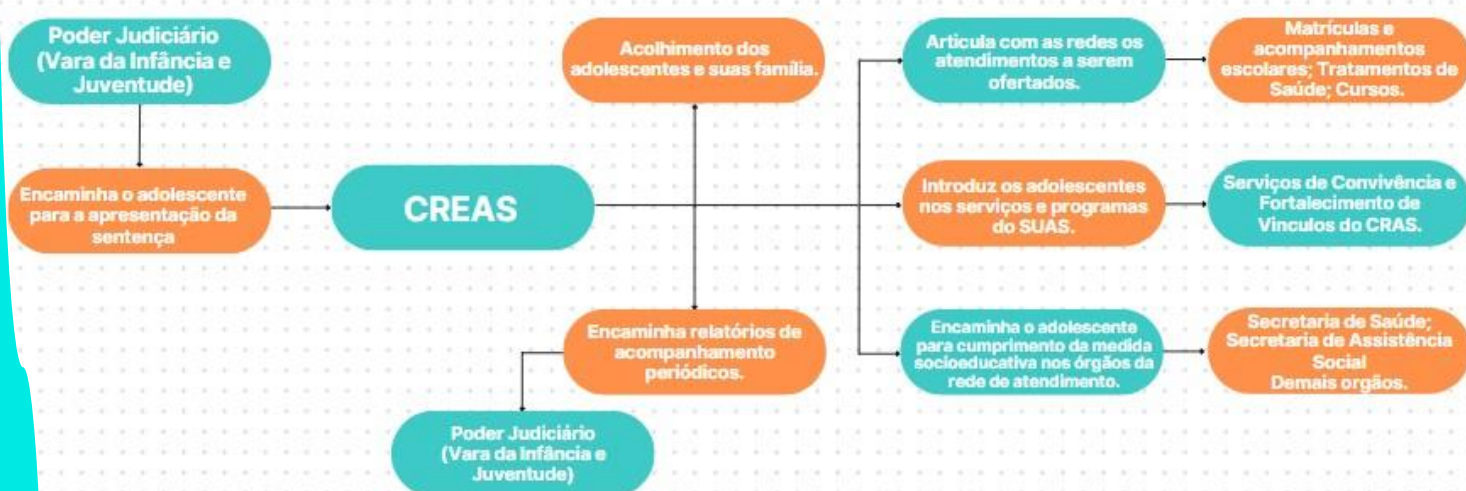 Poder Judiciário
(Vara da Infância e
Juventude)
Encaminha o adolescente
para a apresentação da
sentença
CREAS
Acolhimento dos
adolescentes e suas família.
Encaminha relatórios de
acompanhamento
periódicos.
Poder Judiciário
(Vara da Infância e
Juventude)
Articula com as redes os
atendimentos a serem
ofertados.
Matrículas e
acompanhamentos
escolares; Tratamentos de
Saúde; Cursos.
Introduz os adolescentes
nos serviços e programas
do SUAS.
Serviços de Convivência e
Fortalecimento de
Vinculos do CRAS.
Encaminha o adolescente
para cumprimento da medida
socioeducativa nos órgãos da
rede de atendimento.
Secretaria de Saúde;
Secretaria de Assistência
Social
Demais orgãos.